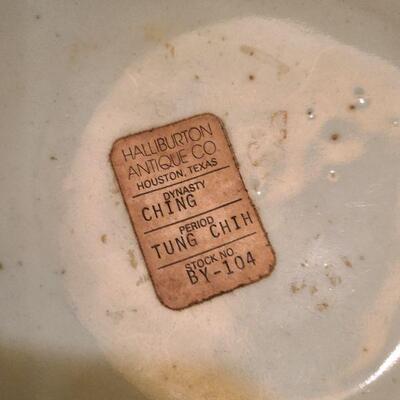 HALLIBURTON
ANTIQUE CO
HOUSTON, TEXAS
DYNASTY
CHING
PERIOD
TUNG CHIH
STOCK NO.
BY-104